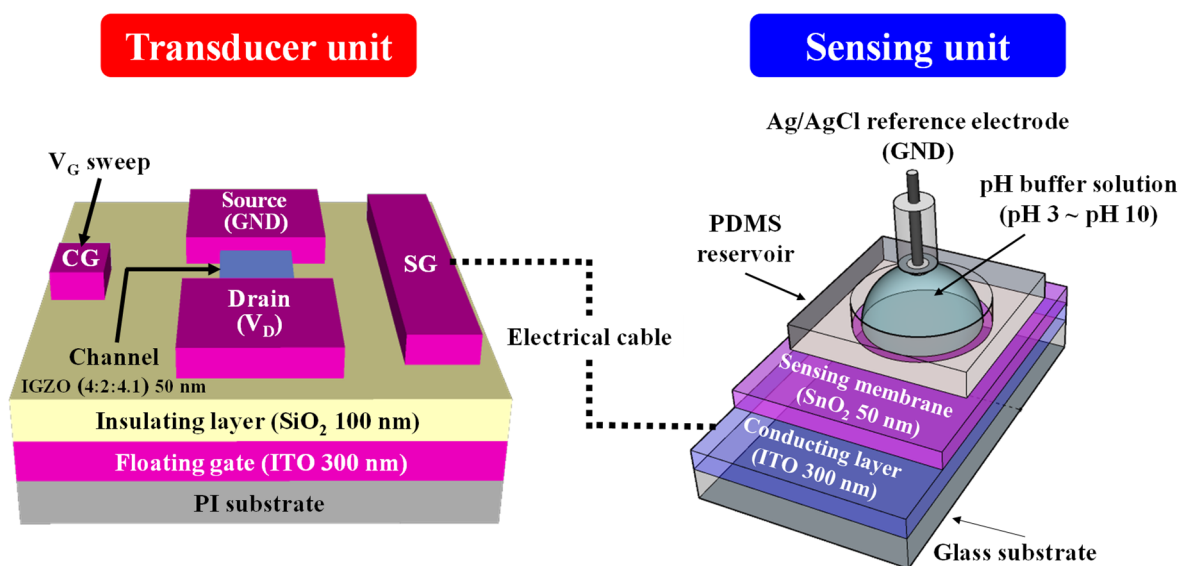 Transducer unit
Sensing unit
V_G sweep
CG
Source
(GND)
SG
Drain
(V_D)
Channel
IGZO (4:2:4.1) 50 nm
Insulating layer (SiO₂ 100 nm)
Floating gate (ITO 300 nm)
PI substrate
Electrical cable
Ag/AgCl reference electrode
(GND)
pH buffer solution
(pH 3 ~ pH 10)
PDMS
reservoir
Sensing membrane
(SnO₂ 50 nm)
Conducting layer
(ITO 300 nm)
Glass substrate